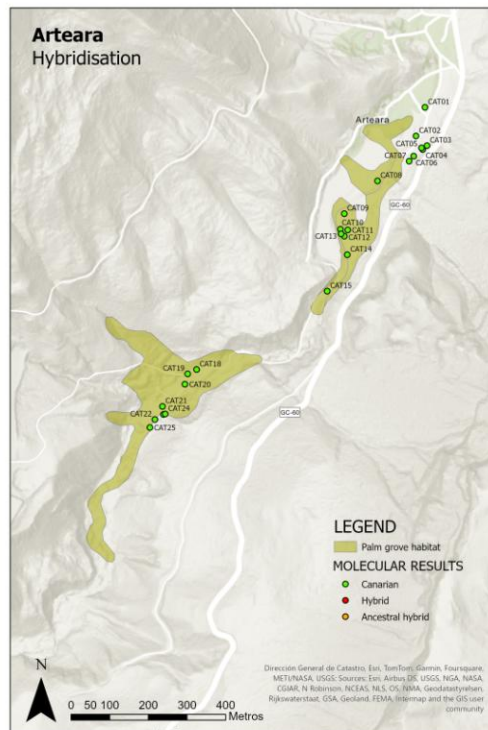 Arteara
Hybridisation
CAT01
Arteara
CAT02
CAT05
CAT03
CAT07
CAT04
CAT06
CAT08
GC-60
CAT09
CAT10
CAT11
CAT13
CAT12
CAT14
CAT15
CAT18
CAT19
CAT20
CAT21
CAT24
CAT22
GC-60
CAT25
LEGEND
Palm grove habitat
MOLECULAR RESULTS
Canarian
Hybrid
Ancestral hybrid
N
0 50 100 200 300 400
Metros
Dirección General de Catastro, Esri, TomTom, Garmin, Foursquare,
METI/NASA, USGS; Sources: Esri, Airbus DS, USGS, NGA, NASA,
CGIAR, N Robinson, NCEAS, NLS, OS, NMA, Geodatastyrelsen,
Rijkswaterstaat, GSA, Geoland, FEMA, Intermap and the GIS user
community